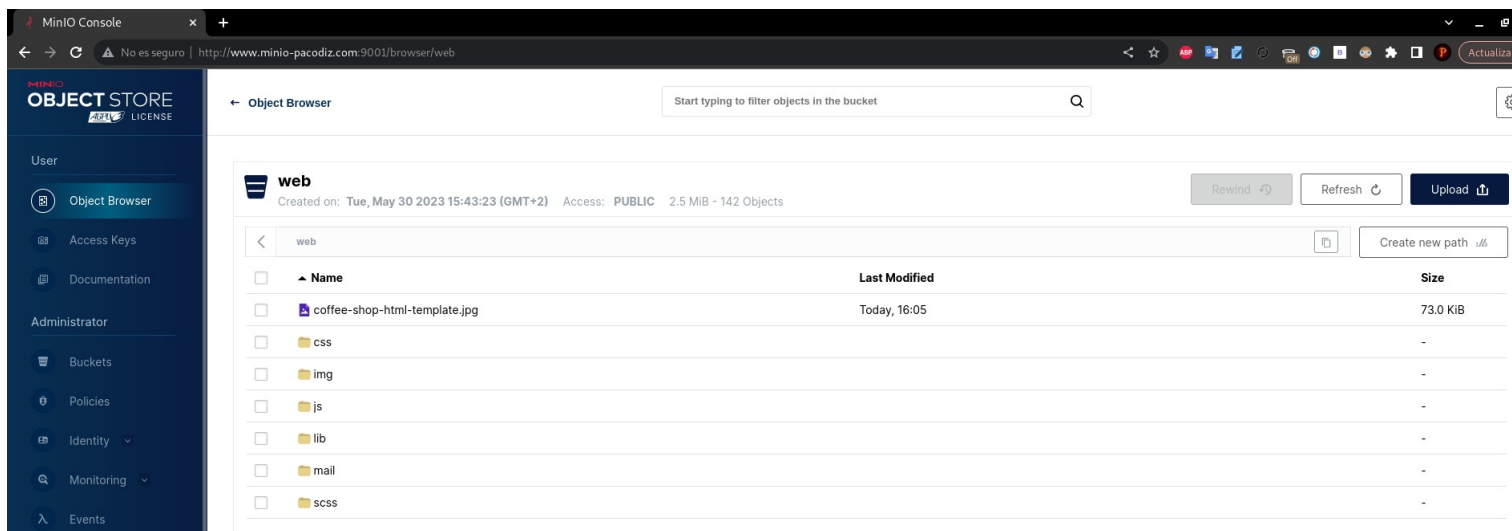 MinIO Console
No es seguro | http://www.minio-pacodiz.com:9001/browser/web
ABP
Off
B
P
Actualiza
MINIO
OBJECT STORE
AGPLV3 LICENSE
← Object Browser
Start typing to filter objects in the bucket
User
Object Browser
Access Keys
Documentation
Administrator
Buckets
Policies
Identity
Monitoring
Events
web
Created on: Tue, May 30 2023 15:43:23 (GMT+2) Access: PUBLIC 2.5 MiB - 142 Objects
Rewind
Refresh
Upload
web
Create new path
Name Last Modified Size
coffee-shop-html-template.jpg Today, 16:05 73.0 KiB
css -
img -
js -
lib -
mail -
scss -